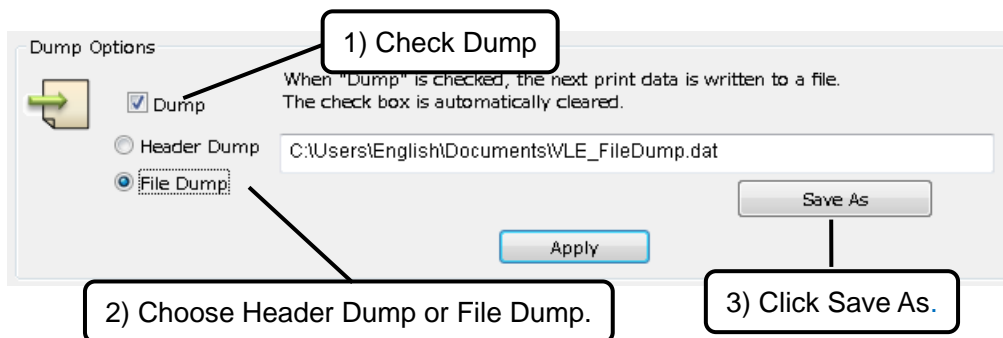 1) Check Dump
Dump Options
When "Dump" is checked, the next print data is written to a file.
Dump
The check box is automatically cleared.
Header Dump
C:\Users\English\Documents\VLE_FileDump.dat
File Dump
Save As
Apply
2) Choose Header Dump or File Dump.
3) Click Save As.